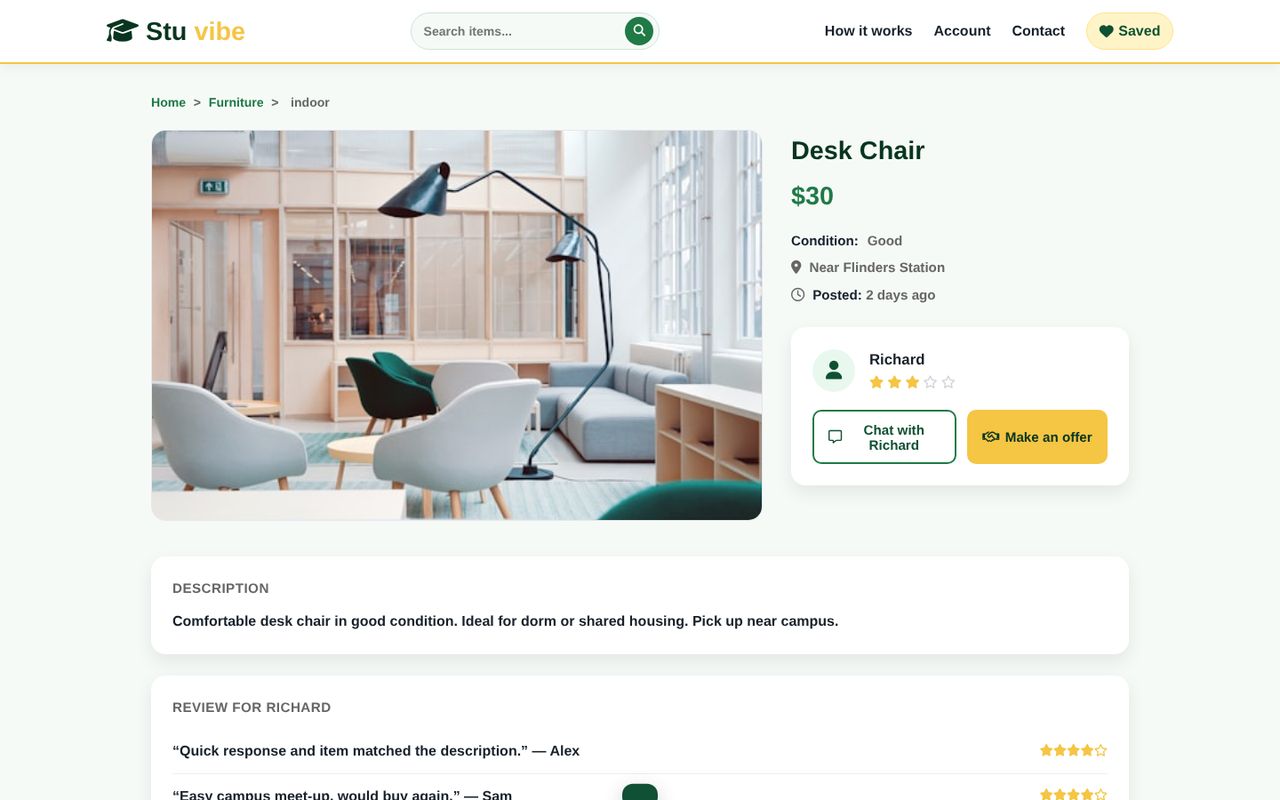 Stu vibe
Search items...
How it works
Account
Contact
Saved
Home > Furniture > indoor
Desk Chair
$30
Condition: Good
Near Flinders Station
Posted: 2 days ago
Richard
Chat with
Richard
Make an offer
DESCRIPTION
Comfortable desk chair in good condition. Ideal for dorm or shared housing. Pick up near campus.
REVIEW FOR RICHARD
“Quick response and item matched the description.” — Alex
“Easy campus meet-up, would buy again.” — Sam